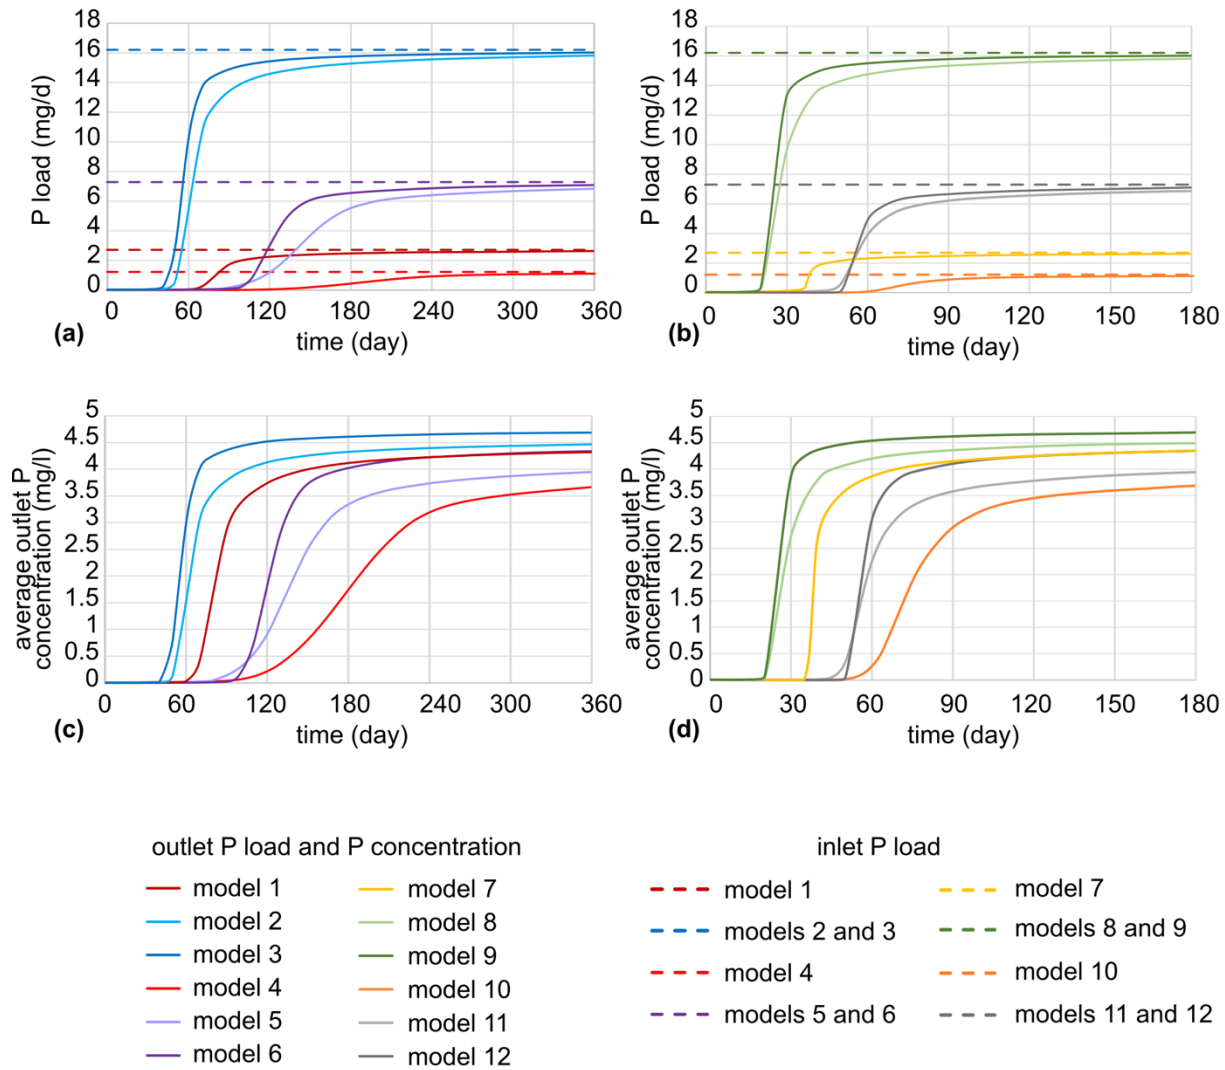 18
16
14
12
10
8
6
4
2
0
P load (mg/d)
0 60 120 180 240 300 360
time (day)
(a)
18
16
14
12
10
8
6
4
2
0
P load (mg/d)
0 30 60 90 120 150 180
time (day)
(b)
5
4.5
4
3.5
3
2.5
2
1.5
1
0.5
0
average outlet P
concentration (mg/l)
0 60 120 180 240 300 360
time (day)
(c)
5
4.5
4
3.5
3
2.5
2
1.5
1
0.5
0
average outlet P
concentration (mg/l)
0 30 60 90 120 150 180
time (day)
(d)
outlet P load and P concentration
model 1
model 2
model 3
model 4
model 5
model 6
model 7
model 8
model 9
model 10
model 11
model 12
inlet P load
model 1
models 2 and 3
model 4
models 5 and 6
model 7
models 8 and 9
model 10
models 11 and 12